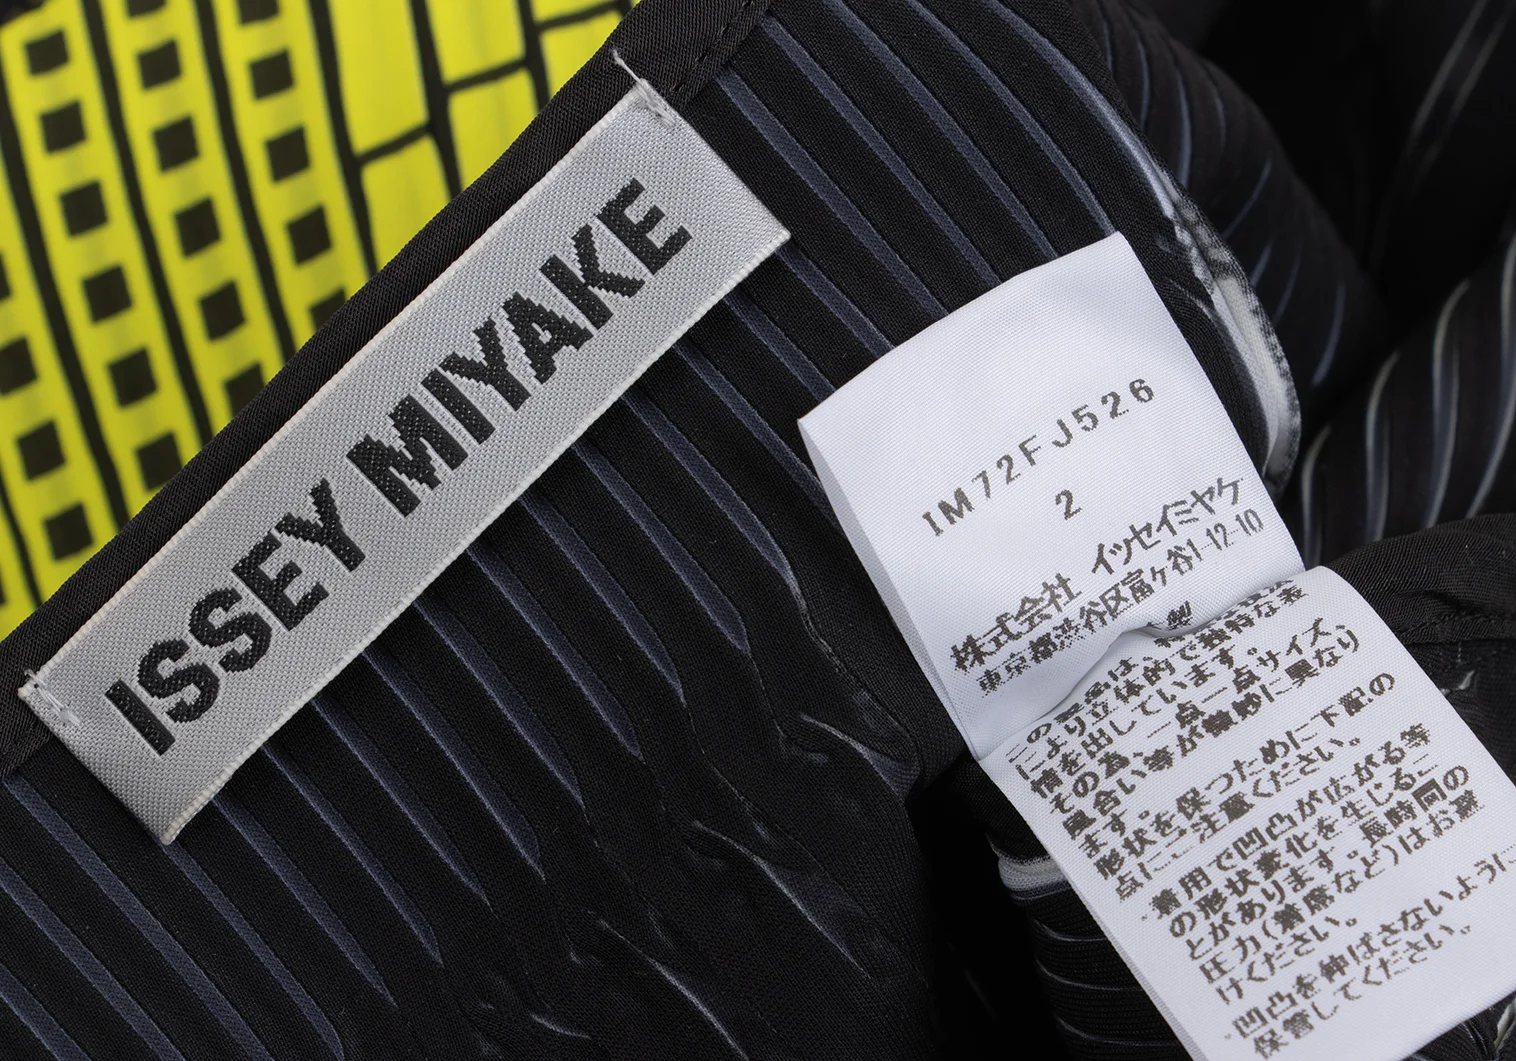 ISSEY MIYAKE
IM72FJ526
2
株式会社 イッセイミヤケ
東京都渋谷区富ヶ谷1-12-10
この商品は、独特な表
により立体的で
情を出しています。
その為、一点一点サイズ、
風合い等が微妙に異なり
ます。
形状を保つために下記の
点にご注意ください。
・着用で凹凸が広がる等
の形状変化を生じるこ
とがあります。長時間の
圧力(着席など)はお避
けください。
・凹凸を伸ばさないように
保管してください。